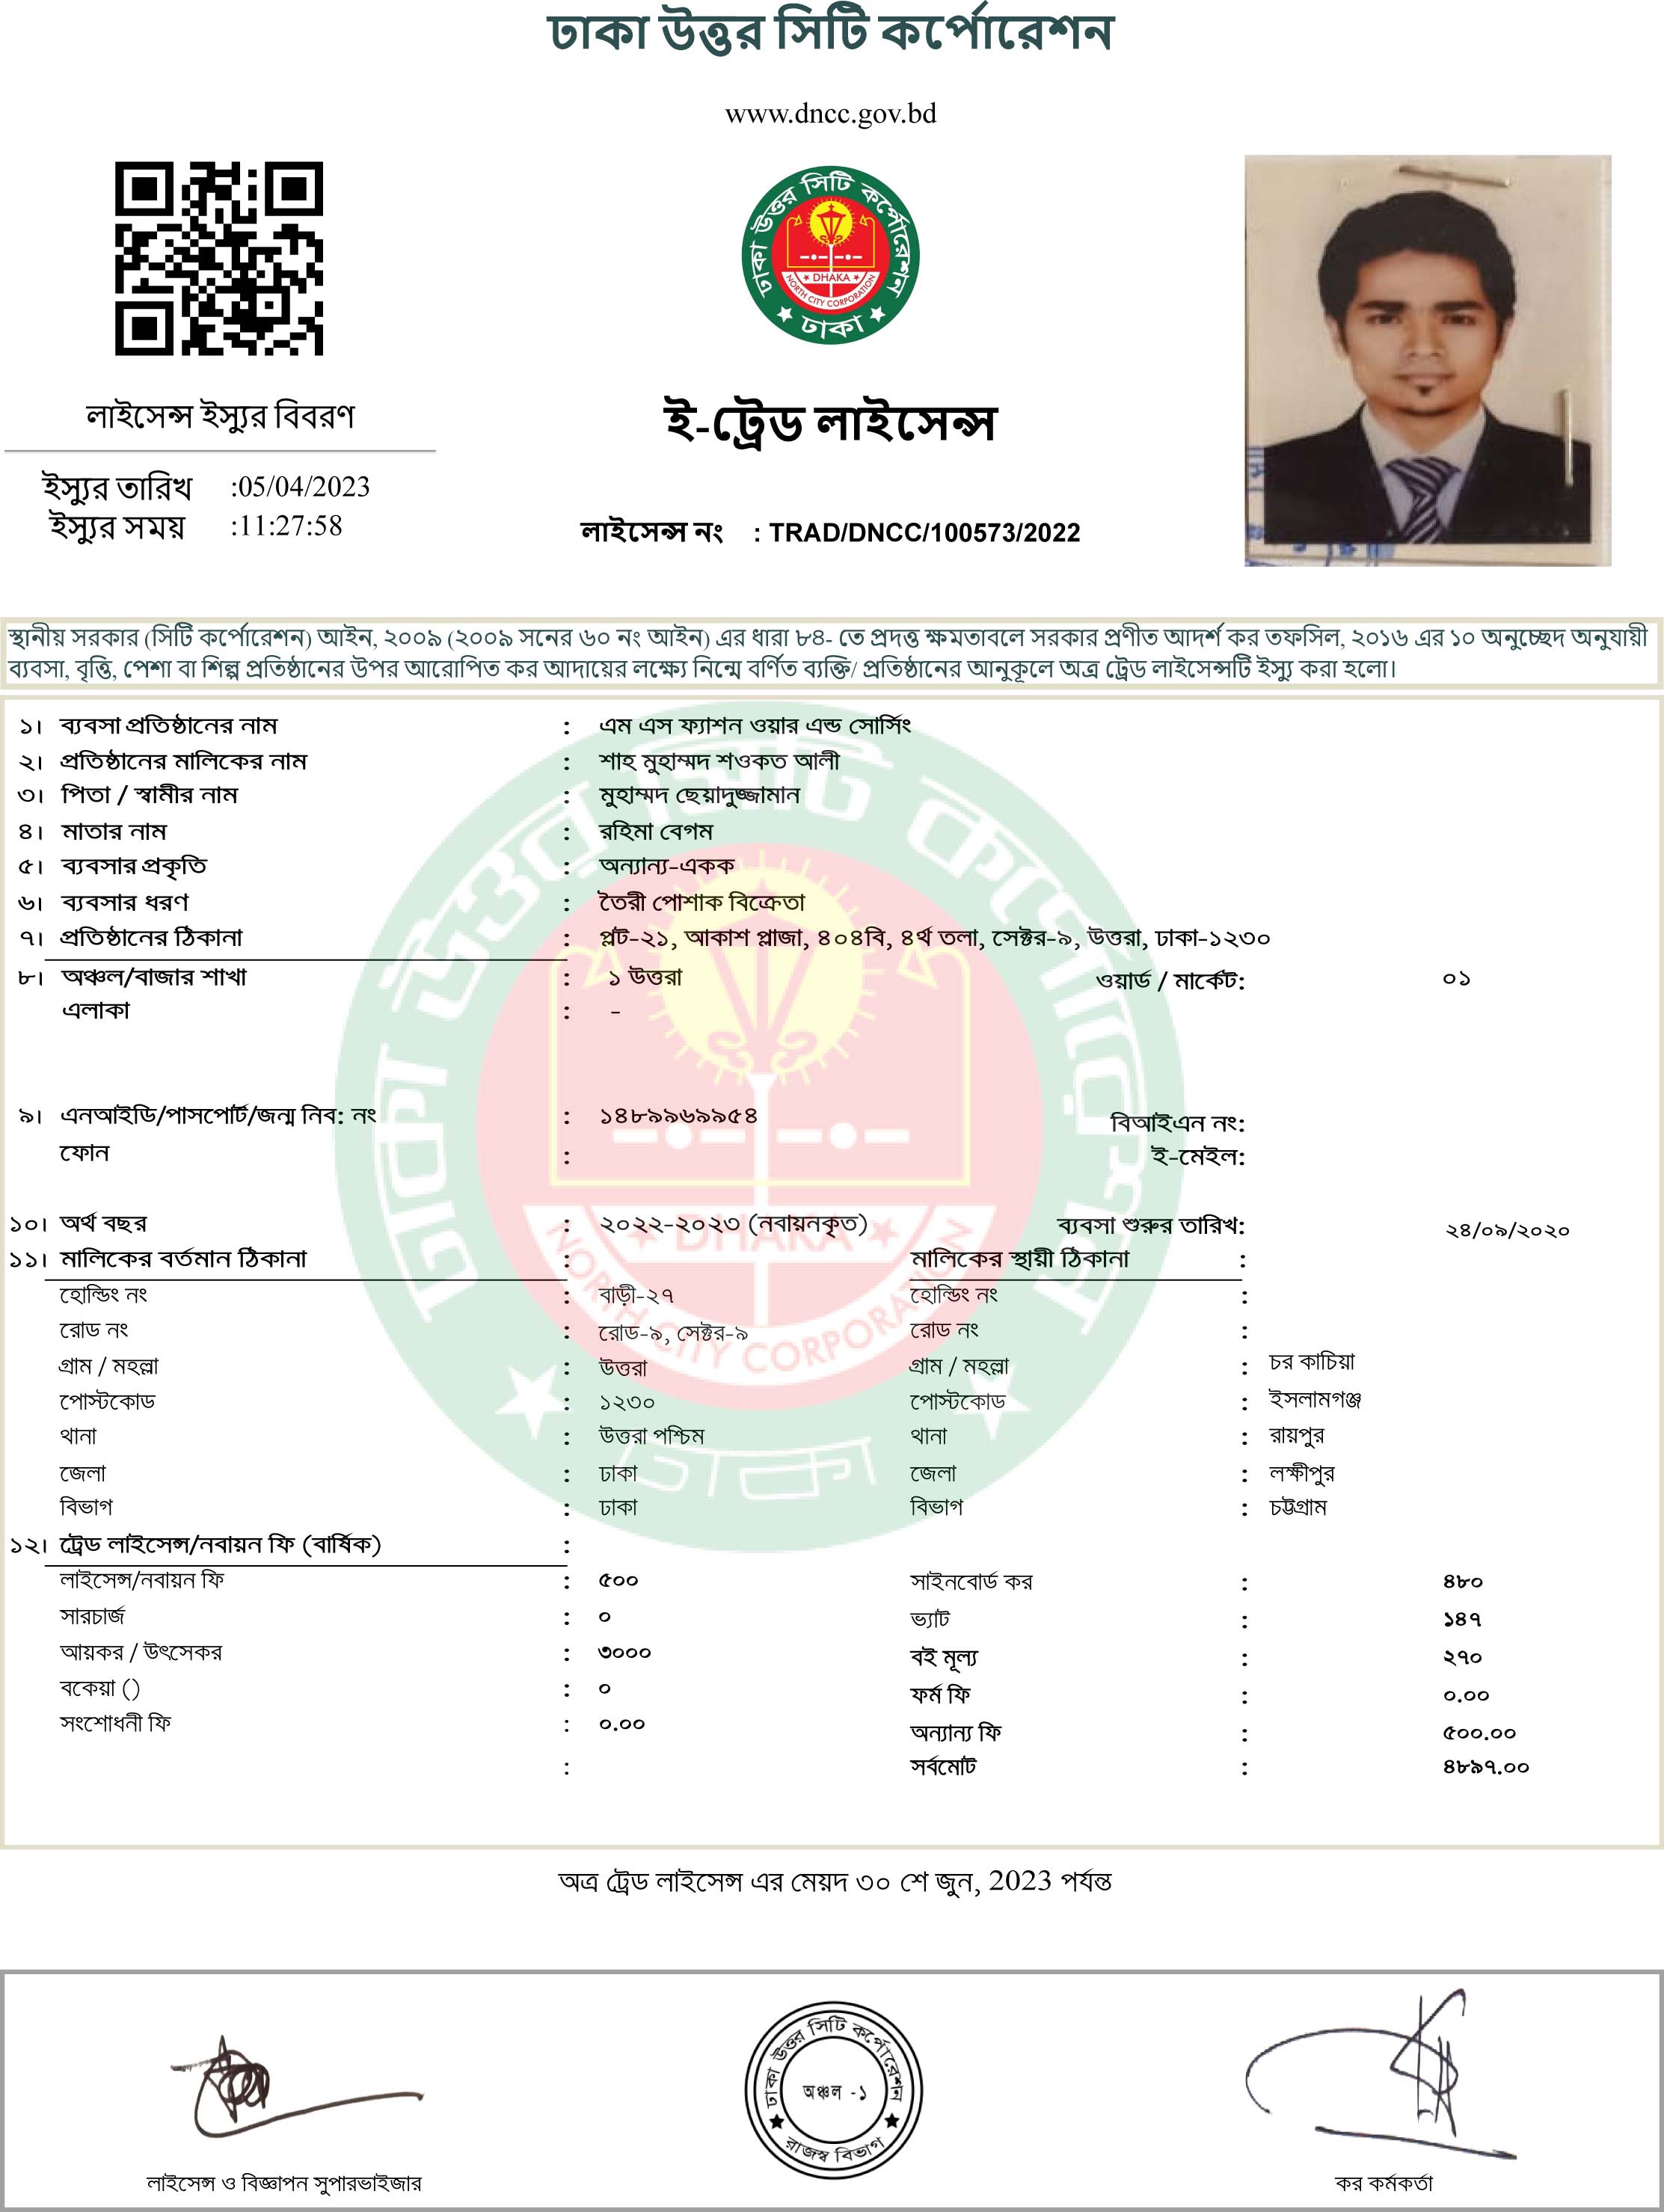 ঢাকা উত্তর সিটি কর্পোরেশন
www.dncc.gov.bd
ঢাকা উত্তর সিটি কর্পোরেশন
DHAKA
NORTH CITY CORPORATION
ঢাকা
লাইসেন্স ইস্যুর বিবরণ
ই-ট্রেড লাইসেন্স
ইস্যুর তারিখ :05/04/2023
ইস্যুর সময় :11:27:58
লাইসেন্স নং : TRAD/DNCC/100573/2022
স্থানীয় সরকার (সিটি কর্পোরেশন) আইন, ২০০৯ (২০০৯ সনের ৬০ নং আইন) এর ধারা ৮৪- তে প্রদত্ত ক্ষমতাবলে সরকার প্রণীত আদর্শ কর তফসিল, ২০১৬ এর ১০ অনুচ্ছেদ অনুযায়ী
ব্যবসা, বৃত্তি, পেশা বা শিল্প প্রতিষ্ঠানের উপর আরোপিত কর আদায়ের লক্ষ্যে নিম্মে বর্ণিত ব্যক্তি/ প্রতিষ্ঠানের আনুকূলে অত্র ট্রেড লাইসেন্সটি ইস্যু করা হলো।
১। ব্যবসা প্রতিষ্ঠানের নাম : এম এস ফ্যাশন ওয়ার এন্ড সোর্সিং
২। প্রতিষ্ঠানের মালিকের নাম : শাহ মুহাম্মদ শওকত আলী
৩। পিতা / স্বামীর নাম : মুহাম্মদ ছেয়াদুজ্জামান
৪। মাতার নাম : রহিমা বেগম
৫। ব্যবসার প্রকৃতি : অন্যান্য-একক
৬। ব্যবসার ধরণ : তৈরী পোশাক বিক্রেতা
৭। প্রতিষ্ঠানের ঠিকানা : প্লট-২১, আকাশ প্লাজা, ৪০৪বি, ৪র্থ তলা, সেক্টর-৯, উত্তরা, ঢাকা-১২৩০
৮। অঞ্চল/বাজার শাখা : ১ উত্তরা ওয়ার্ড / মার্কেট: ০১
এলাকা : -
৯। এনআইডি/পাসপোর্ট/জন্ম নিব: নং : ১৪৮৯৯৬৯৯৫৪ বিআইএন নং:
ফোন : ই-মেইল:
১০। অর্থ বছর : ২০২২-২০২৩ (নবায়নকৃত) ব্যবসা শুরুর তারিখ: ২৪/০৯/২০২০
১১। মালিকের বর্তমান ঠিকানা : মালিকের স্থায়ী ঠিকানা :
হোল্ডিং নং : বাড়ী-২৭ হোল্ডিং নং :
রোড নং : রোড-৯, সেক্টর-৯ রোড নং :
গ্রাম / মহল্লা : উত্তরা গ্রাম / মহল্লা : চর কাচিয়া
পোস্টকোড : ১২৩০ পোস্টকোড : ইসলামগঞ্জ
থানা : উত্তরা পশ্চিম থানা : রায়পুর
জেলা : ঢাকা জেলা : লক্ষীপুর
বিভাগ : ঢাকা বিভাগ : চট্টগ্রাম
১২। ট্রেড লাইসেন্স/নবায়ন ফি (বার্ষিক) :
লাইসেন্স/নবায়ন ফি : ৫০০ সাইনবোর্ড কর : ৪৮০
সারচার্জ : ০ ভ্যাট : ১৪৭
আয়কর / উৎসেকর : ৩০০০ বই মূল্য : ২৭০
বকেয়া () : ০ ফর্ম ফি : ০.০০
সংশোধনী ফি : ০.০০ অন্যান্য ফি : ৫০০.০০
: সর্বমোট : ৪৮৯৭.০০
ঢাকা উত্তর সিটি কর্পোরেশন
DHAKA
NORTH CITY CORPORATION
ঢাকা
অত্র ট্রেড লাইসেন্স এর মেয়দ ৩০ শে জুন, 2023 পর্যন্ত
ঢাকা উত্তর সিটি কর্পোরেশন
অঞ্চল -১
রাজস্ব বিভাগ
লাইসেন্স ও বিজ্ঞাপন সুপারভাইজার কর কর্মকর্তা